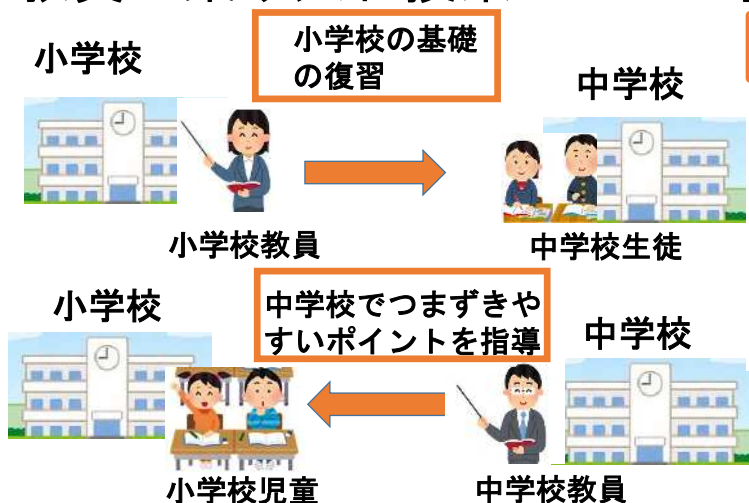 小学校
小学校の基礎
の復習
中学校
小学校教員
中学校生徒
小学校
中学校でつまずきや
すいポイントを指導
中学校
小学校児童
中学校教員